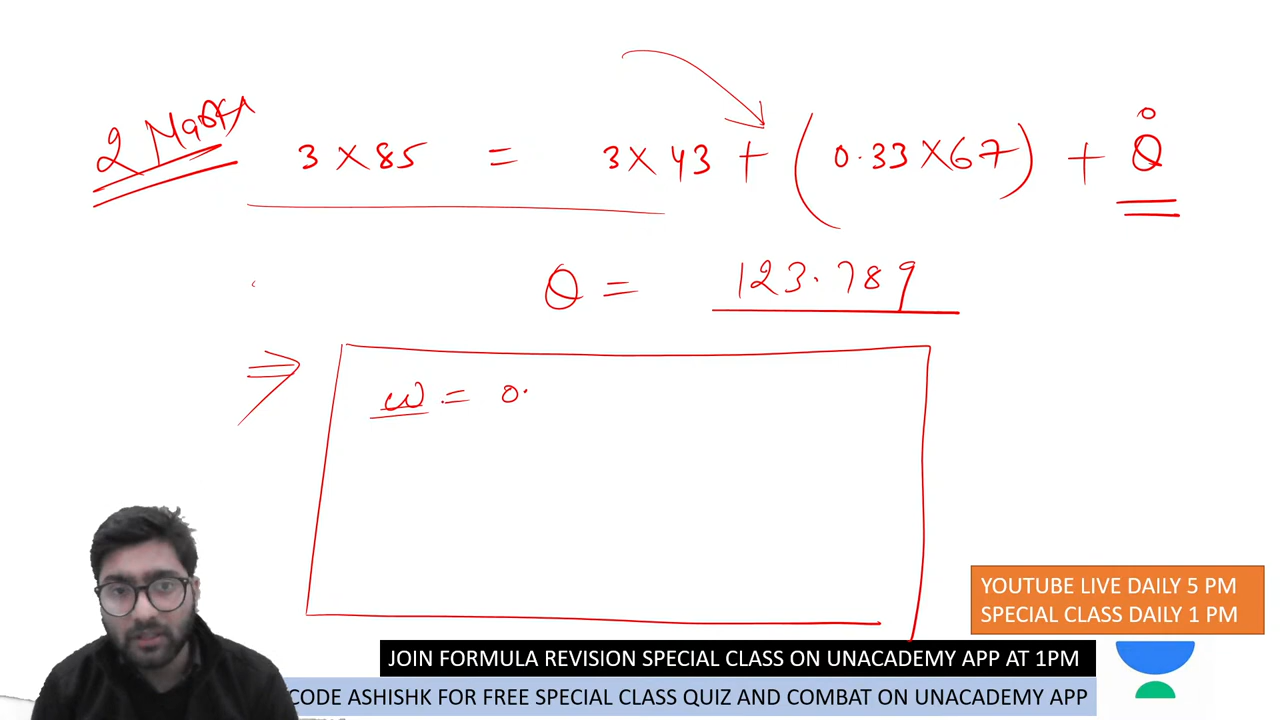 2 Marks
3 × 85 = 3 × 43 + (0.33 × 67) + Q̇
Q = 123.789
⇒
w = 0.
YOUTUBE LIVE DAILY 5 PM
SPECIAL CLASS DAILY 1 PM
JOIN FORMULA REVISION SPECIAL CLASS ON UNACADEMY APP AT 1PM
CODE ASHISHK FOR FREE SPECIAL CLASS QUIZ AND COMBAT ON UNACADEMY APP